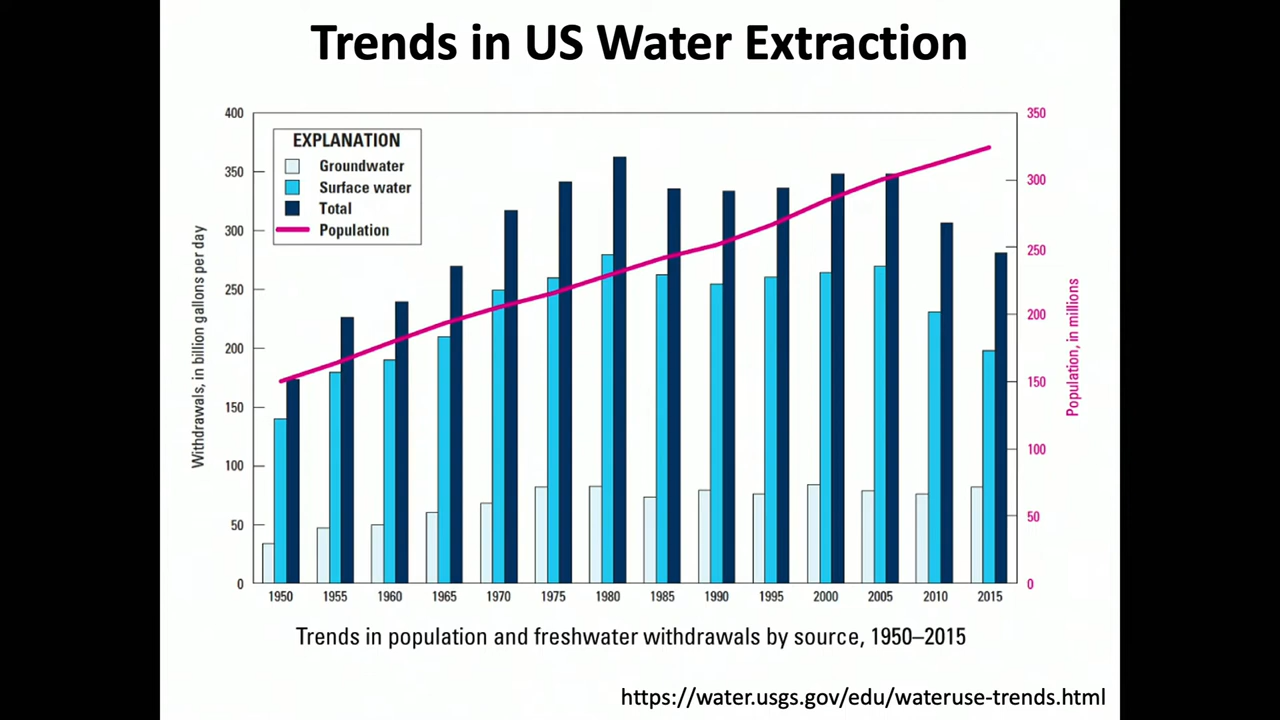 Trends in US Water Extraction
400
350
300
250
200
150
100
50
0
Withdrawals, in billion gallons per day
EXPLANATION
Groundwater
Surface water
Total
Population
350
300
250
200
150
100
50
0
Population, in millions
1950 1955 1960 1965 1970 1975 1980 1985 1990 1995 2000 2005 2010 2015
Trends in population and freshwater withdrawals by source, 1950–2015
https://water.usgs.gov/edu/wateruse-trends.html